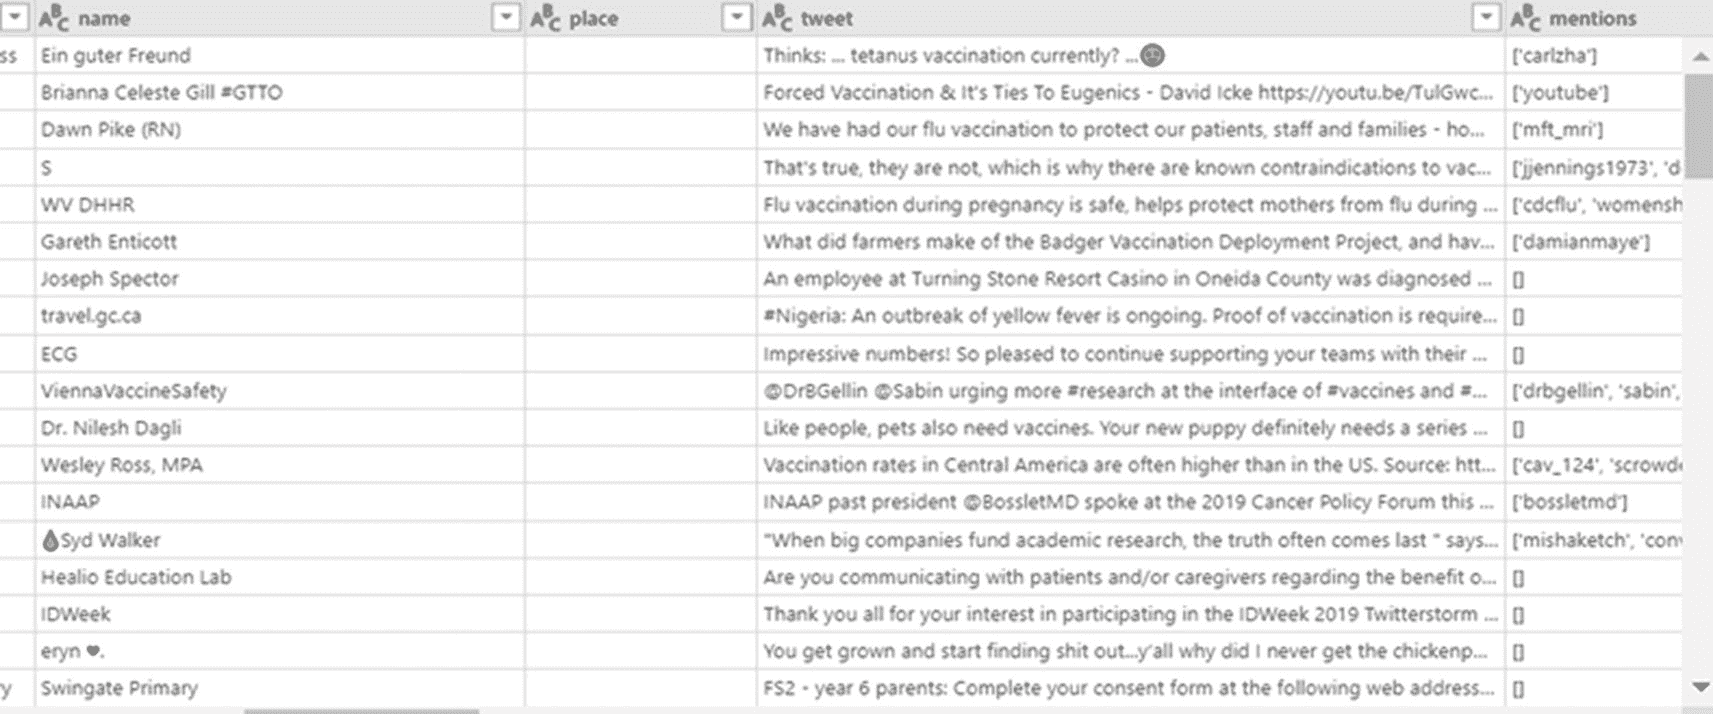 ABC name ABC place ABC tweet ABC mentions
ss Ein guter Freund Thinks: ... tetanus vaccination currently? ... ['carlzha']
Brianna Celeste Gill #GTTO Forced Vaccination & It's Ties To Eugenics - David Icke https://youtu.be/TulGwc... ['youtube']
Dawn Pike (RN) We have had our flu vaccination to protect our patients, staff and families - ho... ['mft_mri']
S That's true, they are not, which is why there are known contraindications to vac... ['jjennings1973', 'd
WV DHHR Flu vaccination during pregnancy is safe, helps protect mothers from flu during ... ['cdcflu', 'womensh
Gareth Enticott What did farmers make of the Badger Vaccination Deployment Project, and hav... ['damianmaye']
Joseph Spector An employee at Turning Stone Resort Casino in Oneida County was diagnosed ... []
travel.gc.ca #Nigeria: An outbreak of yellow fever is ongoing. Proof of vaccination is require... []
ECG Impressive numbers! So pleased to continue supporting your teams with their ... []
ViennaVaccineSafety @DrBGellin @Sabin urging more #research at the interface of #vaccines and #... ['drbgellin', 'sabin',
Dr. Nilesh Dagli Like people, pets also need vaccines. Your new puppy definitely needs a series ... []
Wesley Ross, MPA Vaccination rates in Central America are often higher than in the US. Source: htt... ['cav_124', 'scrowde
INAAP INAAP past president @BossletMD spoke at the 2019 Cancer Policy Forum this ... ['bossletmd']
Syd Walker "When big companies fund academic research, the truth often comes last " says... ['mishaketch', 'conv
Healio Education Lab Are you communicating with patients and/or caregivers regarding the benefit o... []
IDWeek Thank you all for your interest in participating in the IDWeek 2019 Twitterstorm ... []
eryn ♥. You get grown and start finding shit out...y'all why did I never get the chickenp... []
ry Swingate Primary FS2 - year 6 parents: Complete your consent form at the following web address... []